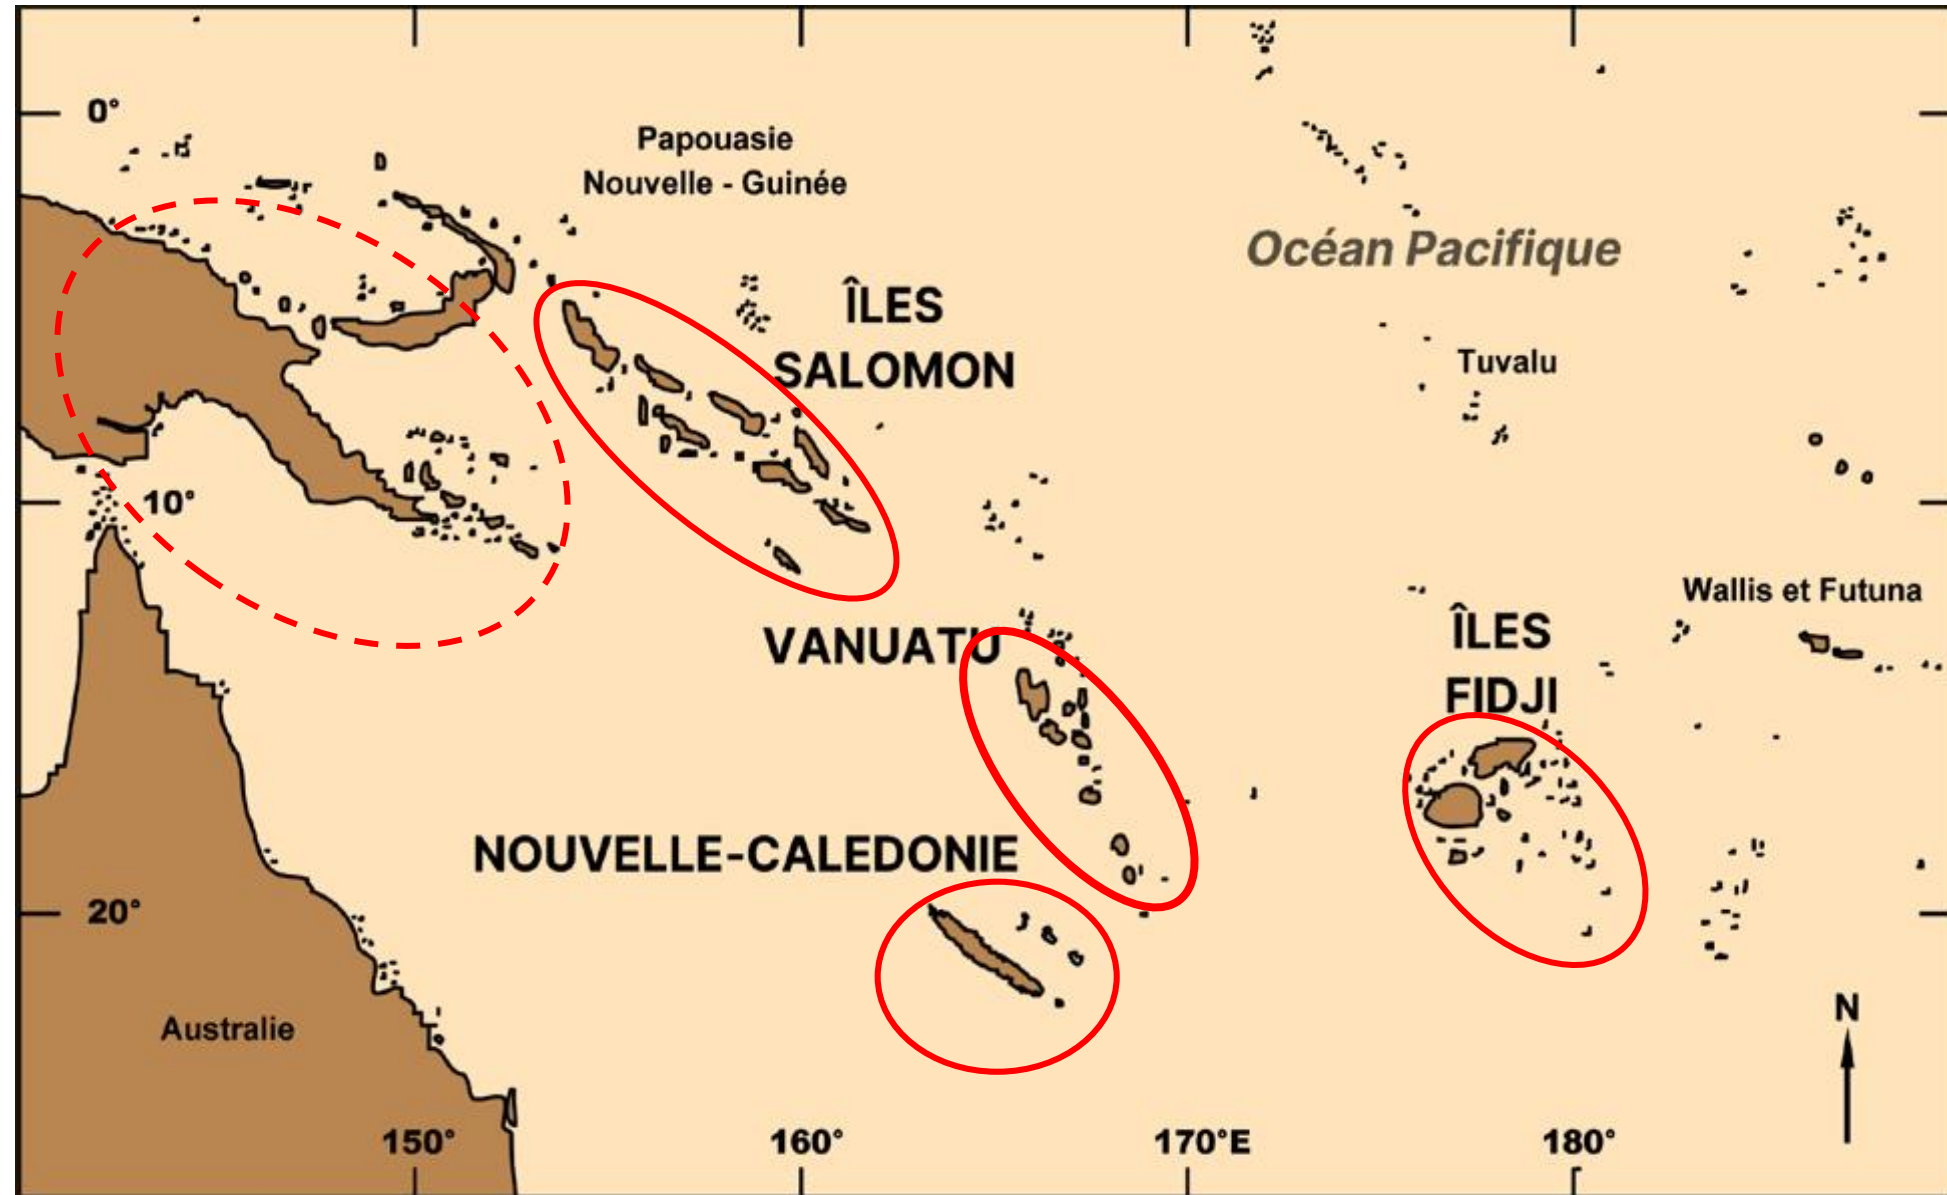 0°
Papouasie
Nouvelle - Guinée
Océan Pacifique
ÎLES
SALOMON
Tuvalu
10°
Wallis et Futuna
ÎLES
FIDJI
VANUATU
NOUVELLE-CALEDONIE
20°
N
Australie
150°
160°
170°E
180°